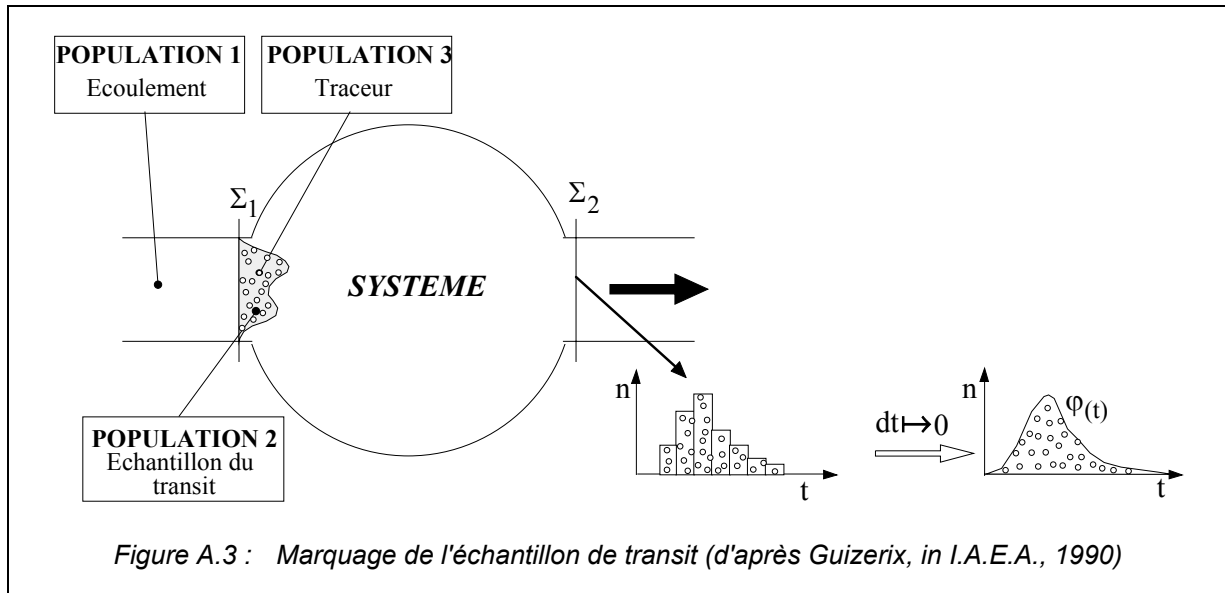 POPULATION 1
Ecoulement
POPULATION 3
Traceur
Σ1
Σ2
SYSTEME
POPULATION 2
Echantillon du
transit
n
t
dt↦0
n
φ(t)
t
Figure A.3 : Marquage de l'échantillon de transit (d'après Guizerix, in I.A.E.A., 1990)